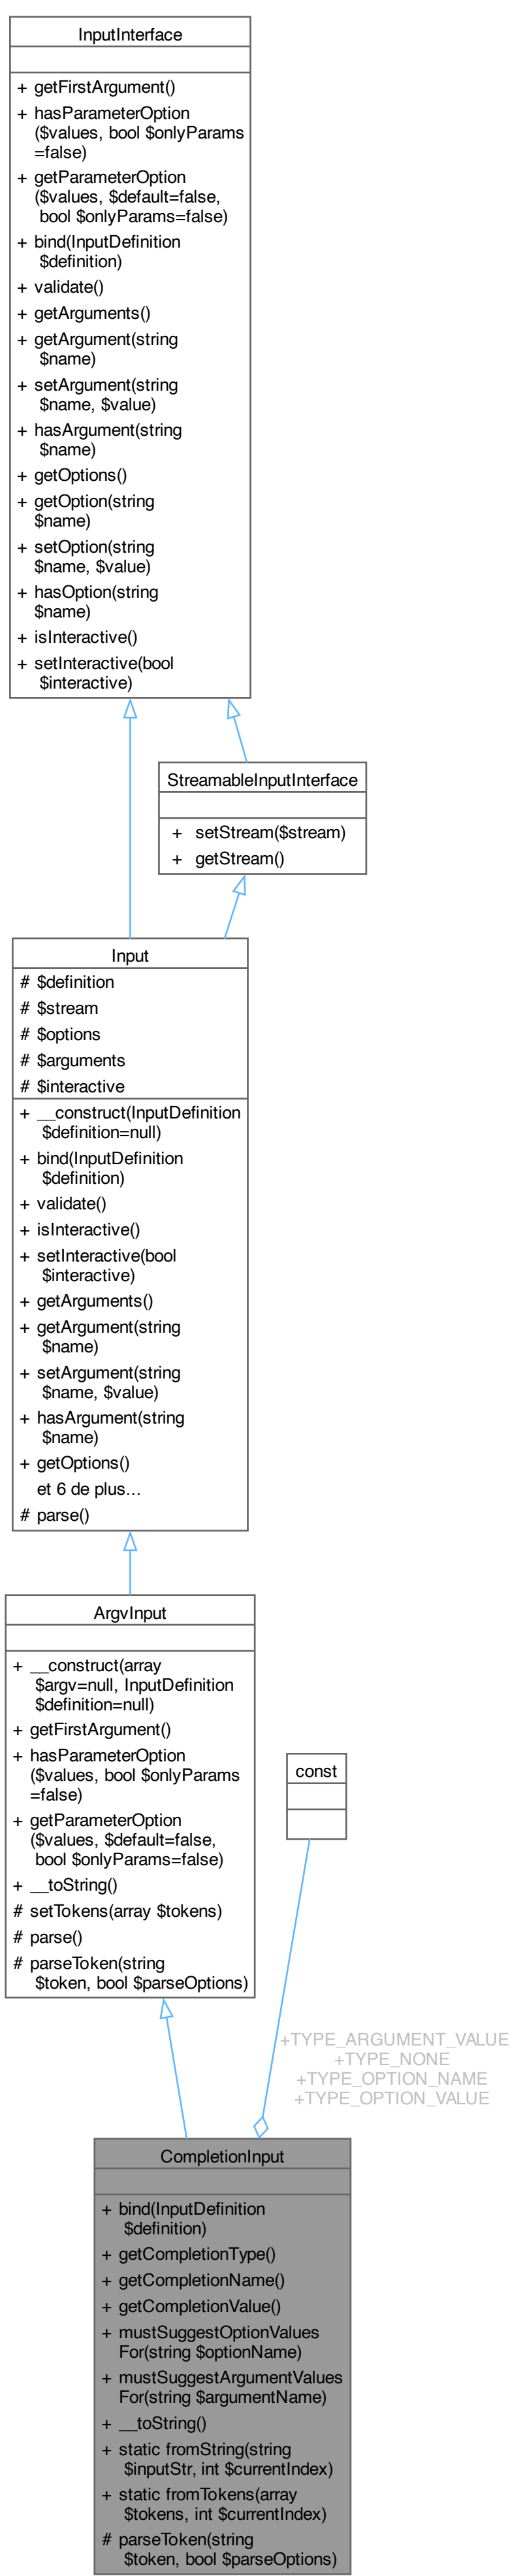 InputInterface
+ getFirstArgument()
+ hasParameterOption
($values, bool $onlyParams
=false)
+ getParameterOption
($values, $default=false,
bool $onlyParams=false)
+ bind(InputDefinition
$definition)
+ validate()
+ getArguments()
+ getArgument(string
$name)
+ setArgument(string
$name, $value)
+ hasArgument(string
$name)
+ getOptions()
+ getOption(string
$name)
+ setOption(string
$name, $value)
+ hasOption(string
$name)
+ isInteractive()
+ setInteractive(bool
$interactive)
StreamableInputInterface
+ setStream($stream)
+ getStream()
Input
# $definition
# $stream
# $options
# $arguments
# $interactive
+ __construct(InputDefinition
$definition=null)
+ bind(InputDefinition
$definition)
+ validate()
+ isInteractive()
+ setInteractive(bool
$interactive)
+ getArguments()
+ getArgument(string
$name)
+ setArgument(string
$name, $value)
+ hasArgument(string
$name)
+ getOptions()
et 6 de plus...
# parse()
ArgvInput
+ __construct(array
$argv=null, InputDefinition
$definition=null)
+ getFirstArgument()
+ hasParameterOption
($values, bool $onlyParams
=false)
+ getParameterOption
($values, $default=false,
bool $onlyParams=false)
+ __toString()
# setTokens(array $tokens)
# parse()
# parseToken(string
$token, bool $parseOptions)
const
+TYPE_ARGUMENT_VALUE
+TYPE_NONE
+TYPE_OPTION_NAME
+TYPE_OPTION_VALUE
CompletionInput
+ bind(InputDefinition
$definition)
+ getCompletionType()
+ getCompletionName()
+ getCompletionValue()
+ mustSuggestOptionValues
For(string $optionName)
+ mustSuggestArgumentValues
For(string $argumentName)
+ __toString()
+ static fromString(string
$inputStr, int $currentIndex)
+ static fromTokens(array
$tokens, int $currentIndex)
# parseToken(string
$token, bool $parseOptions)